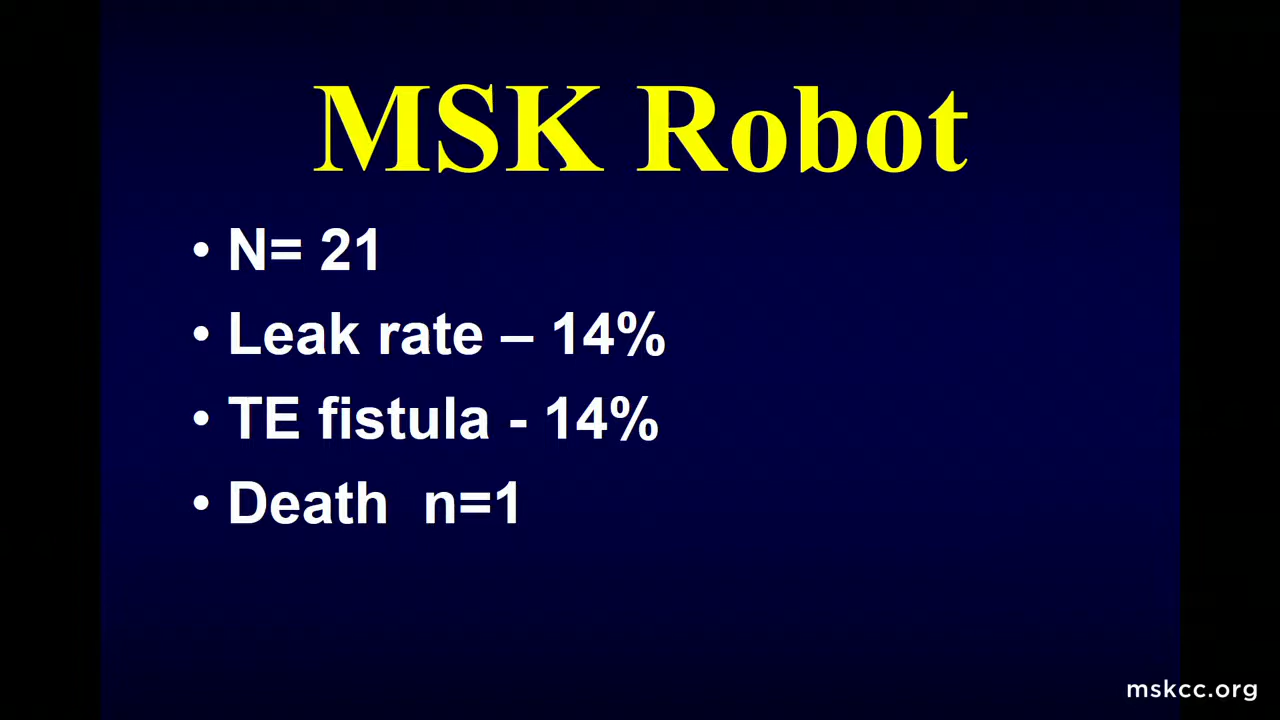 MSK Robot
• N= 21
• Leak rate – 14%
• TE fistula - 14%
• Death  n=1
mskcc.org